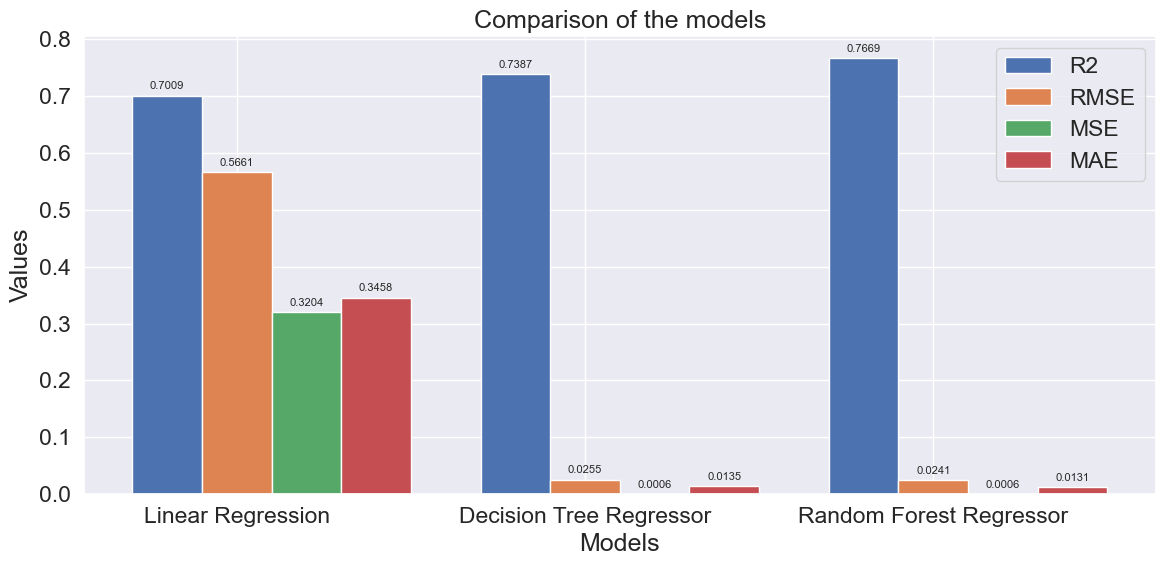 Comparison of the models
0.8
0.7
0.6
0.5
0.4
0.3
0.2
0.1
0.0
Values
0.7009
0.5661
0.3204
0.3458
0.7387
0.0255
0.0006
0.0135
0.7669
0.0241
0.0006
0.0131
R2
RMSE
MSE
MAE
Linear Regression
Decision Tree Regressor
Random Forest Regressor
Models